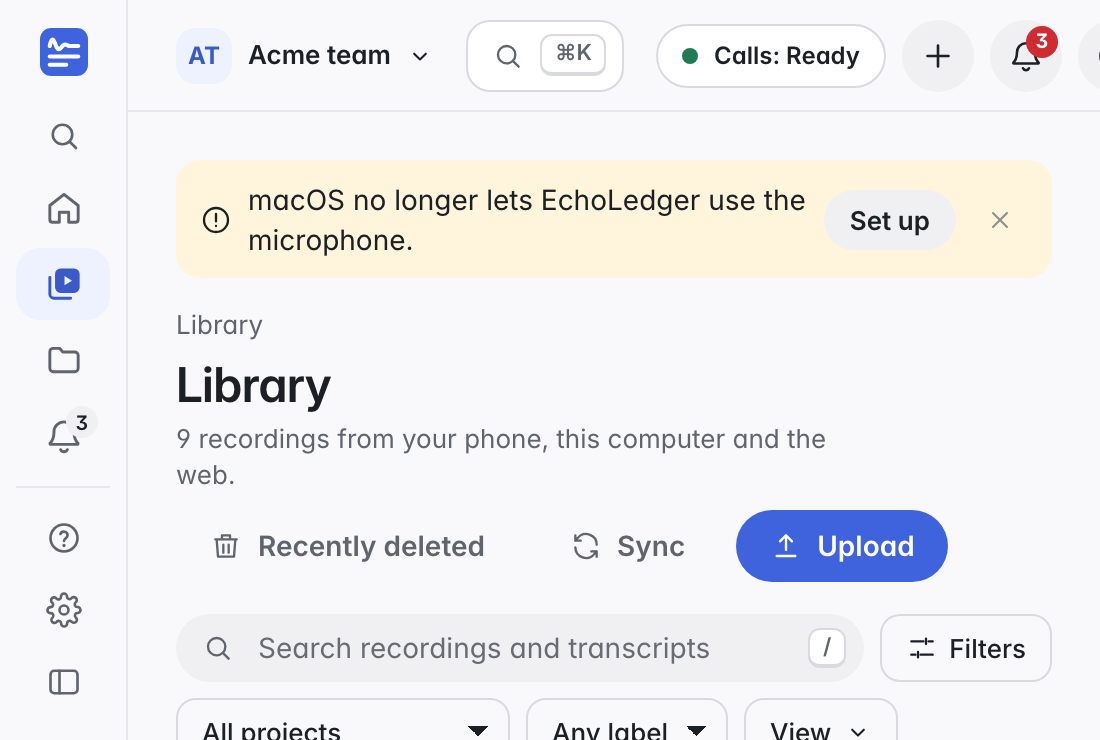 AT Acme team ⌘K Calls: Ready 3
macOS no longer lets EchoLedger use the
microphone.
Set up
Library
Library
9 recordings from your phone, this computer and the
web.
3
Recently deleted Sync Upload
Search recordings and transcripts / Filters
All projects Any label View